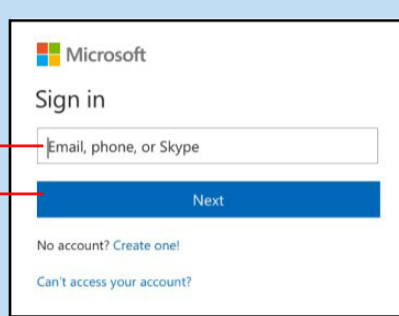 Microsoft
Sign in
Email, phone, or Skype
Next
No account? Create one!
Can't access your account?